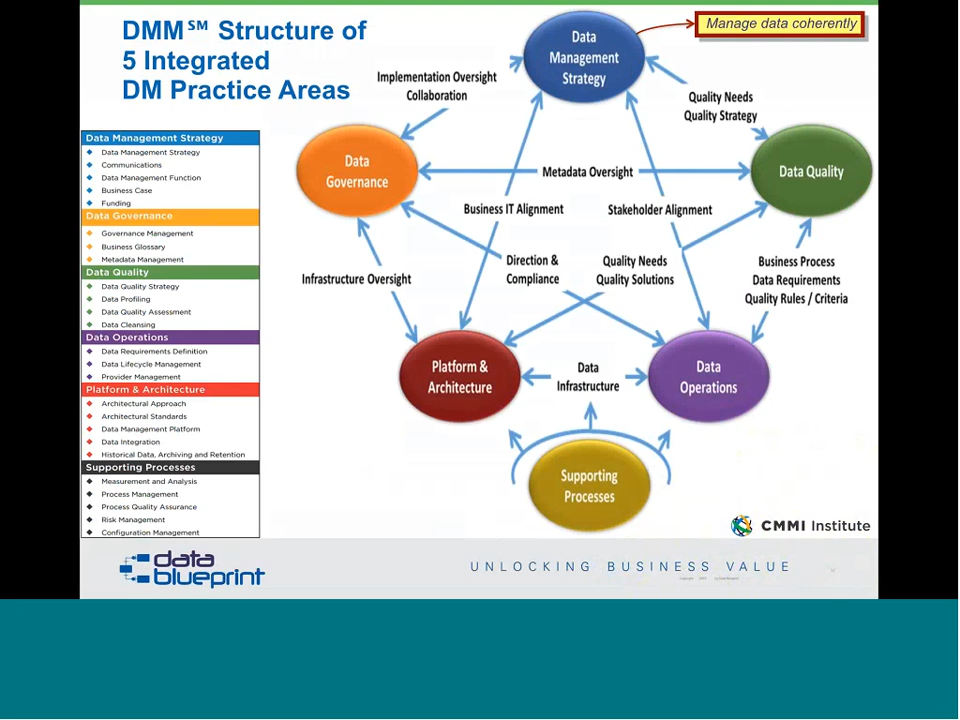 DMM℠ Structure of
5 Integrated
DM Practice Areas
Manage data coherently
Data
Management
Strategy
Implementation Oversight
Collaboration
Quality Needs
Quality Strategy
Data
Governance
Metadata Oversight
Data Quality
Business IT Alignment
Stakeholder Alignment
Infrastructure Oversight
Direction &
Compliance
Quality Needs
Quality Solutions
Business Process
Data Requirements
Quality Rules / Criteria
Platform &
Architecture
Data
Infrastructure
Data
Operations
Supporting
Processes
Data Management Strategy
Data Management Strategy
Communications
Data Management Function
Business Case
Funding
Data Governance
Governance Management
Business Glossary
Metadata Management
Data Quality
Data Quality Strategy
Data Profiling
Data Quality Assessment
Data Cleansing
Data Operations
Data Requirements Definition
Data Lifecycle Management
Provider Management
Platform & Architecture
Architectural Approach
Architectural Standards
Data Management Platform
Data Integration
Historical Data, Archiving and Retention
Supporting Processes
Measurement and Analysis
Process Management
Process Quality Assurance
Risk Management
Configuration Management
CMMI Institute
data
blueprint
UNLOCKING BUSINESS VALUE